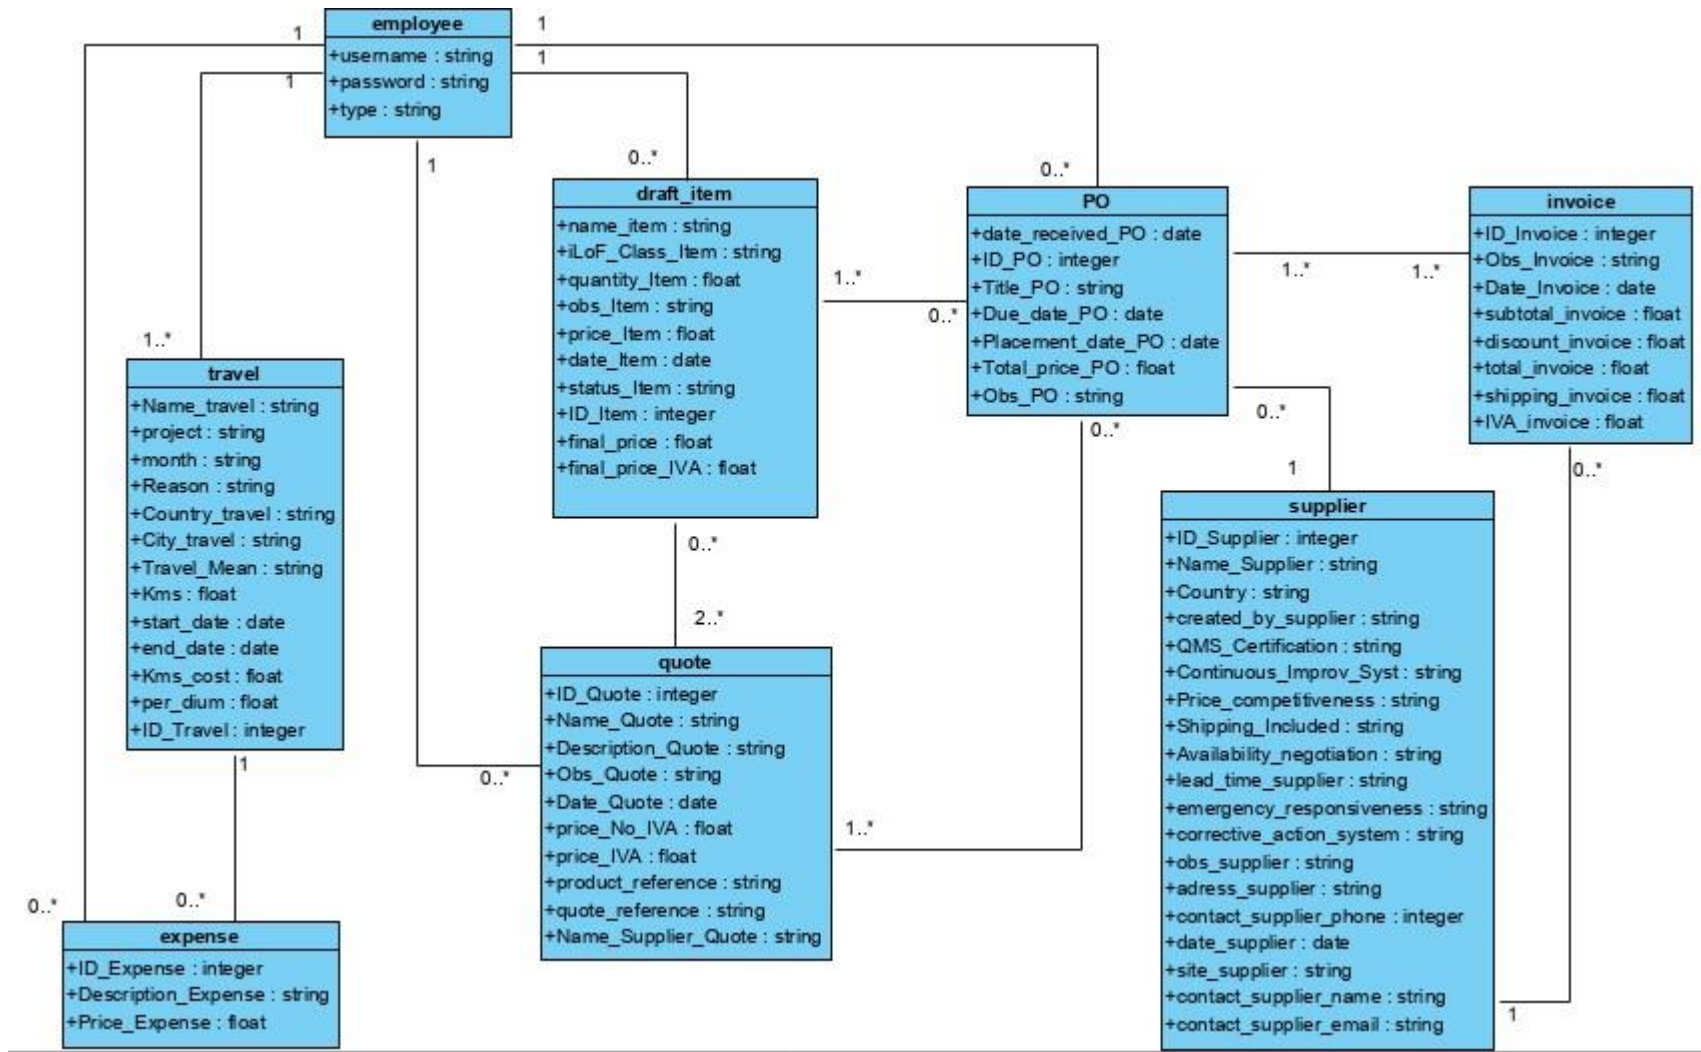 employee
+username : string
+password : string
+type : string
1
1
1
1
1
0..*
0..*
1..*
0..*
0..*
draft_item
+name_item : string
+iLoF_Class_Item : string
+quantity_Item : float
+obs_Item : string
+price_Item : float
+date_Item : date
+status_Item : string
+ID_Item : integer
+final_price : float
+final_price_IVA : float
1..*
0..*
0..*
2..*
PO
+date_received_PO : date
+ID_PO : integer
+Title_PO : string
+Due_date_PO : date
+Placement_date_PO : date
+Total_price_PO : float
+Obs_PO : string
1..*
1..*
0..*
1
0..*
1..*
invoice
+ID_Invoice : integer
+Obs_Invoice : string
+Date_Invoice : date
+subtotal_invoice : float
+discount_invoice : float
+total_invoice : float
+shipping_invoice : float
+IVA_invoice : float
0..*
1
travel
+Name_travel : string
+project : string
+month : string
+Reason : string
+Country_travel : string
+City_travel : string
+Travel_Mean : string
+Kms : float
+start_date : date
+end_date : date
+Kms_cost : float
+per_dium : float
+ID_Travel : integer
1
0..*
quote
+ID_Quote : integer
+Name_Quote : string
+Description_Quote : string
+Obs_Quote : string
+Date_Quote : date
+price_No_IVA : float
+price_IVA : float
+product_reference : string
+quote_reference : string
+Name_Supplier_Quote : string
supplier
+ID_Supplier : integer
+Name_Supplier : string
+Country : string
+created_by_supplier : string
+QMS_Certification : string
+Continuous_Improv_Syst : string
+Price_competitiveness : string
+Shipping_Included : string
+Availability_negotiation : string
+lead_time_supplier : string
+emergency_responsiveness : string
+corrective_action_system : string
+obs_supplier : string
+adress_supplier : string
+contact_supplier_phone : integer
+date_supplier : date
+site_supplier : string
+contact_supplier_name : string
+contact_supplier_email : string
expense
+ID_Expense : integer
+Description_Expense : string
+Price_Expense : float